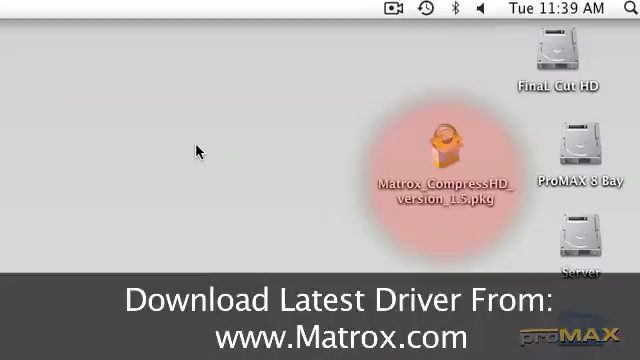 Tue 11:39 AM
FinaL Cut HD
Matrox_CompressHD_
version_1.5.pkg
ProMAX 8 Bay
Server
Download Latest Driver From:
www.Matrox.com
proMAX